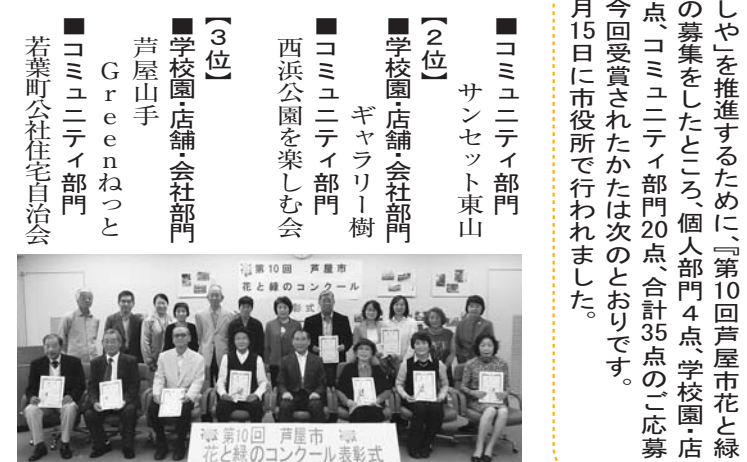 しや」を推進するために、『第10回芦屋市花と緑
の募集をしたところ、個人部門4点、学校園・店
点、コミュニティ部門20点、合計35点のご応募
今回受賞されたかたは次のとおりです。
月15日に市役所で行われました。
■コミュニティ部門
サンセット東山
【2位】
■学校園・店舗・会社部門
ギャラリー樹
■コミュニティ部門
西浜公園を楽しむ会
【3位】
■学校園・店舗・会社部門
芦屋山手
Greenねっと
■コミュニティ部門
若葉町公社住宅自治会
第10回 芦屋市
花と緑のコンクール
彰式
第10回 芦屋市
花と緑のコンクール表彰式